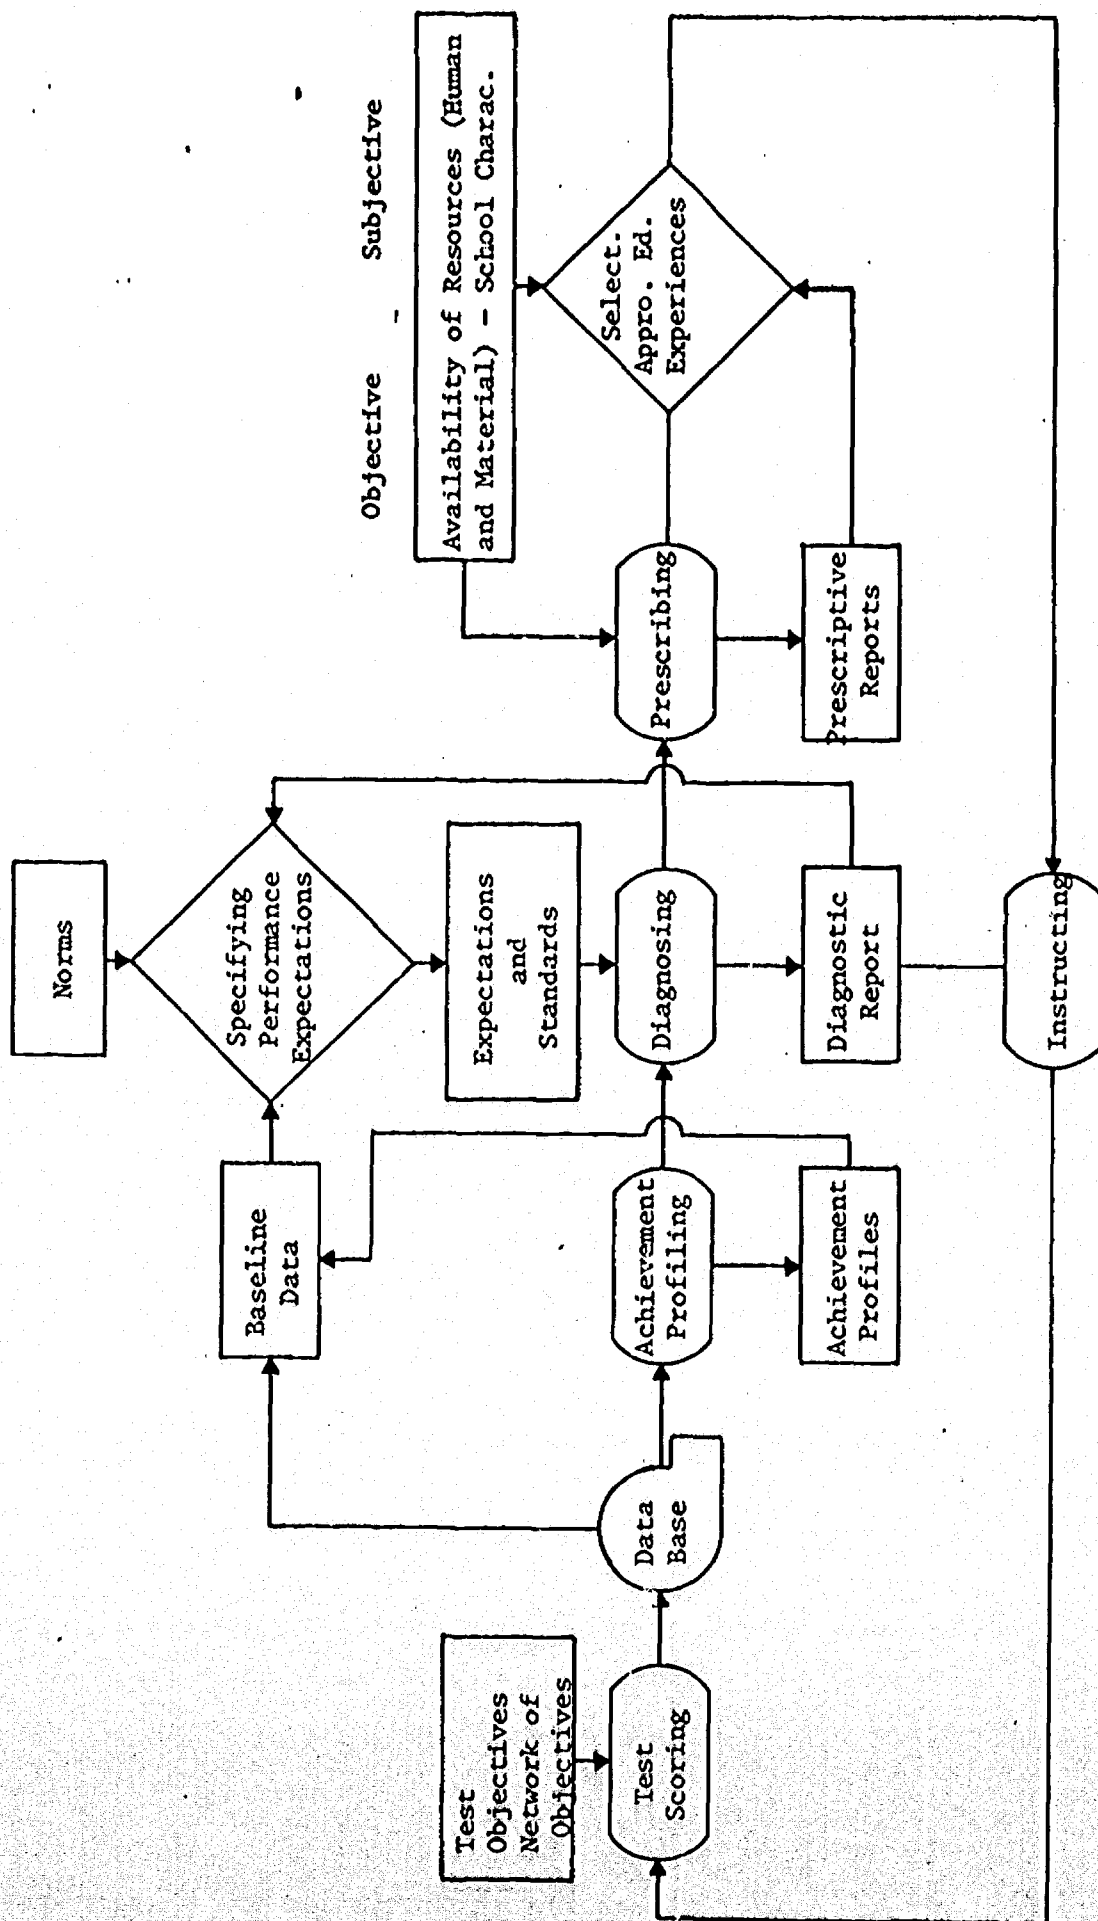 Objective Subjective
Norms
Availability of Resources (Human
and Material) - School Charac.
Baseline
Data
Specifying
Performance
Expectations
Test
Objectives
Network of
Objectives
Expectations
and
Standards
Select.
Appro. Ed.
Experiences
Test
Scoring
Data
Base
Achievement
Profiling
Diagnosing
Prescribing
Achievement
Profiles
Diagnostic
Report
Prescriptive
Reports
Instructing